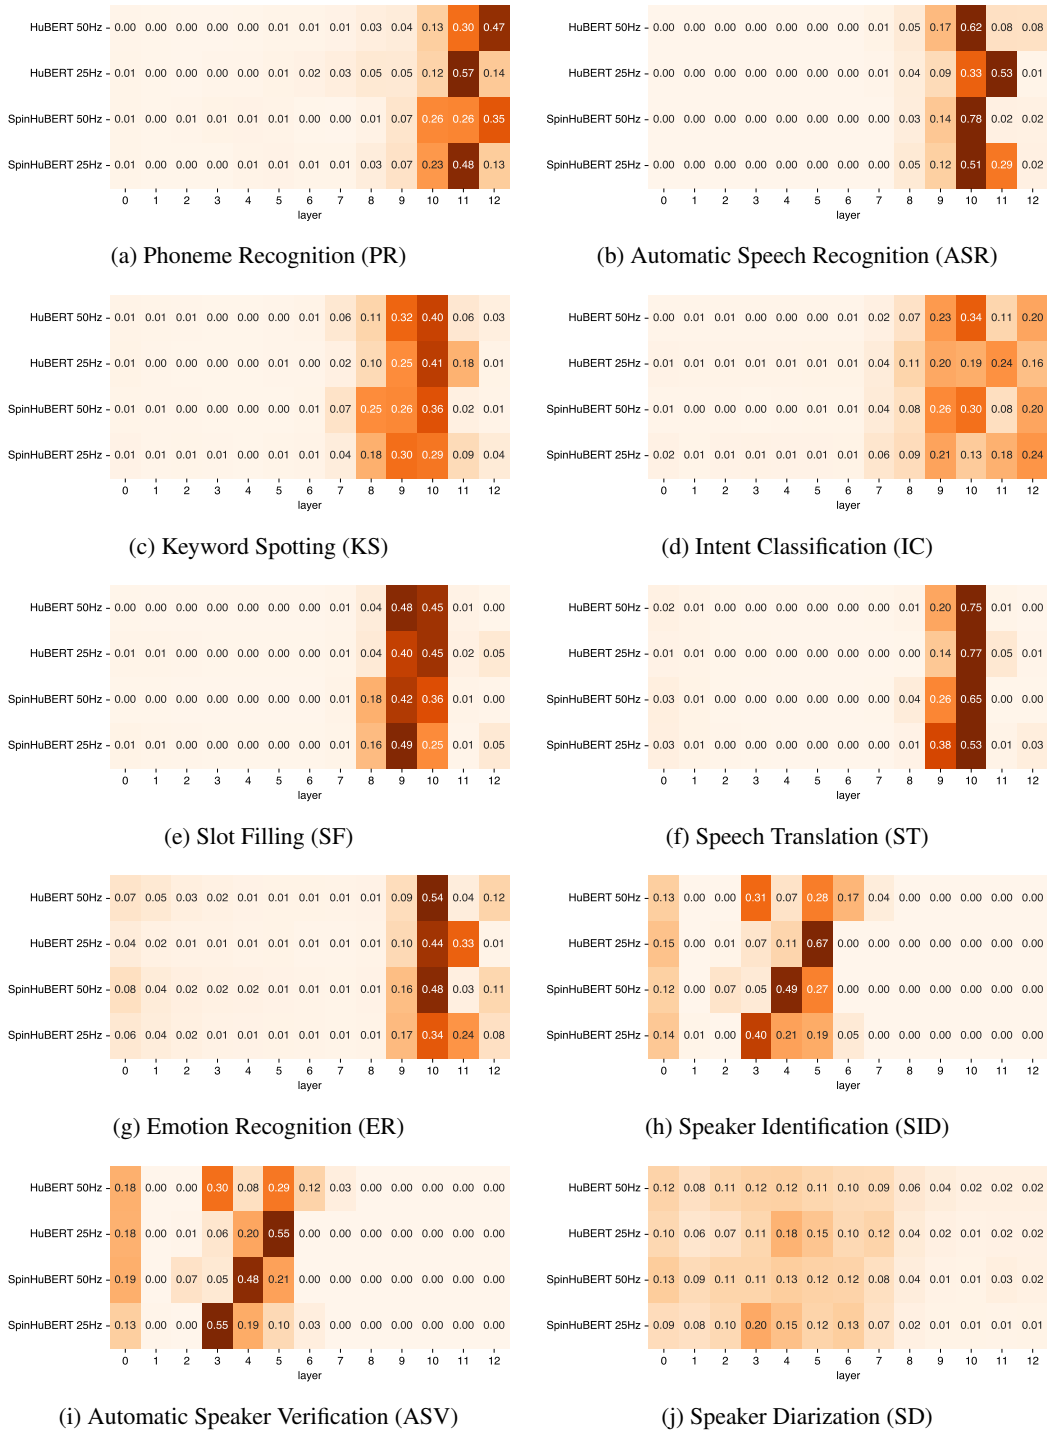 HuBERT 50Hz 0.00 0.00 0.00 0.00 0.00 0.01 0.01 0.01 0.03 0.04 0.13 0.30 0.47
HuBERT 25Hz 0.01 0.00 0.00 0.00 0.00 0.01 0.02 0.03 0.05 0.05 0.12 0.57 0.14
SpinHuBERT 50Hz 0.01 0.00 0.01 0.01 0.01 0.00 0.00 0.00 0.01 0.07 0.26 0.26 0.35
SpinHuBERT 25Hz 0.01 0.00 0.00 0.00 0.01 0.01 0.01 0.01 0.03 0.07 0.23 0.48 0.13
0 1 2 3 4 5 6 7 8 9 10 11 12
layer
(a) Phoneme Recognition (PR)
HuBERT 50Hz 0.00 0.00 0.00 0.00 0.00 0.00 0.00 0.01 0.05 0.17 0.62 0.08 0.08
HuBERT 25Hz 0.00 0.00 0.00 0.00 0.00 0.00 0.00 0.01 0.04 0.09 0.33 0.53 0.01
SpinHuBERT 50Hz 0.00 0.00 0.00 0.00 0.00 0.00 0.00 0.00 0.03 0.14 0.78 0.02 0.02
SpinHuBERT 25Hz 0.00 0.00 0.00 0.00 0.00 0.00 0.00 0.00 0.05 0.12 0.51 0.29 0.02
0 1 2 3 4 5 6 7 8 9 10 11 12
layer
(b) Automatic Speech Recognition (ASR)
HuBERT 50Hz 0.01 0.01 0.01 0.00 0.00 0.00 0.01 0.06 0.11 0.32 0.40 0.06 0.03
HuBERT 25Hz 0.01 0.00 0.00 0.00 0.00 0.01 0.00 0.02 0.10 0.25 0.41 0.18 0.01
SpinHuBERT 50Hz 0.01 0.01 0.00 0.00 0.00 0.00 0.01 0.07 0.25 0.26 0.36 0.02 0.01
SpinHuBERT 25Hz 0.01 0.01 0.01 0.01 0.00 0.01 0.01 0.04 0.18 0.30 0.29 0.09 0.04
0 1 2 3 4 5 6 7 8 9 10 11 12
layer
(c) Keyword Spotting (KS)
HuBERT 50Hz 0.01 0.01 0.00 0.00 0.00 0.00 0.01 0.02 0.07 0.23 0.34 0.11 0.20
HuBERT 25Hz 0.01 0.01 0.01 0.01 0.01 0.01 0.01 0.04 0.11 0.20 0.19 0.24 0.16
SpinHuBERT 50Hz 0.01 0.00 0.00 0.00 0.00 0.01 0.01 0.04 0.08 0.26 0.30 0.08 0.20
SpinHuBERT 25Hz 0.02 0.01 0.01 0.01 0.01 0.01 0.01 0.06 0.09 0.21 0.13 0.18 0.24
0 1 2 3 4 5 6 7 8 9 10 11 12
layer
(d) Intent Classification (IC)
HuBERT 50Hz 0.00 0.00 0.00 0.00 0.00 0.00 0.00 0.01 0.04 0.48 0.45 0.01 0.00
HuBERT 25Hz 0.01 0.01 0.00 0.00 0.00 0.00 0.00 0.01 0.04 0.40 0.45 0.02 0.05
SpinHuBERT 50Hz 0.00 0.00 0.00 0.00 0.00 0.00 0.00 0.01 0.18 0.42 0.36 0.01 0.00
SpinHuBERT 25Hz 0.01 0.01 0.00 0.00 0.00 0.00 0.00 0.01 0.16 0.49 0.25 0.01 0.05
0 1 2 3 4 5 6 7 8 9 10 11 12
layer
(e) Slot Filling (SF)
HuBERT 50Hz 0.02 0.01 0.00 0.00 0.00 0.00 0.00 0.00 0.01 0.20 0.75 0.01 0.00
HuBERT 25Hz 0.01 0.01 0.00 0.00 0.00 0.00 0.00 0.00 0.00 0.14 0.77 0.05 0.01
SpinHuBERT 50Hz 0.03 0.01 0.00 0.00 0.00 0.00 0.00 0.00 0.04 0.26 0.65 0.00 0.00
SpinHuBERT 25Hz 0.03 0.01 0.00 0.00 0.00 0.00 0.00 0.00 0.01 0.38 0.53 0.01 0.03
0 1 2 3 4 5 6 7 8 9 10 11 12
layer
(f) Speech Translation (ST)
HuBERT 50Hz 0.07 0.05 0.03 0.02 0.01 0.01 0.01 0.01 0.01 0.09 0.54 0.04 0.12
HuBERT 25Hz 0.04 0.02 0.01 0.01 0.01 0.01 0.01 0.01 0.01 0.10 0.44 0.33 0.01
SpinHuBERT 50Hz 0.08 0.04 0.02 0.02 0.02 0.01 0.01 0.01 0.01 0.16 0.48 0.03 0.11
SpinHuBERT 25Hz 0.06 0.04 0.02 0.01 0.01 0.01 0.01 0.01 0.01 0.17 0.34 0.24 0.08
0 1 2 3 4 5 6 7 8 9 10 11 12
layer
(g) Emotion Recognition (ER)
HuBERT 50Hz 0.13 0.00 0.00 0.31 0.07 0.28 0.17 0.04 0.00 0.00 0.00 0.00 0.00
HuBERT 25Hz 0.15 0.00 0.01 0.07 0.11 0.67 0.00 0.00 0.00 0.00 0.00 0.00 0.00
SpinHuBERT 50Hz 0.12 0.00 0.07 0.05 0.49 0.27 0.00 0.00 0.00 0.00 0.00 0.00 0.00
SpinHuBERT 25Hz 0.14 0.01 0.00 0.40 0.21 0.19 0.05 0.00 0.00 0.00 0.00 0.00 0.00
0 1 2 3 4 5 6 7 8 9 10 11 12
layer
(h) Speaker Identification (SID)
HuBERT 50Hz 0.18 0.00 0.00 0.30 0.08 0.29 0.12 0.03 0.00 0.00 0.00 0.00 0.00
HuBERT 25Hz 0.18 0.00 0.01 0.06 0.20 0.55 0.00 0.00 0.00 0.00 0.00 0.00 0.00
SpinHuBERT 50Hz 0.19 0.00 0.07 0.05 0.48 0.21 0.00 0.00 0.00 0.00 0.00 0.00 0.00
SpinHuBERT 25Hz 0.13 0.00 0.00 0.55 0.19 0.10 0.03 0.00 0.00 0.00 0.00 0.00 0.00
0 1 2 3 4 5 6 7 8 9 10 11 12
layer
(i) Automatic Speaker Verification (ASV)
HuBERT 50Hz 0.12 0.08 0.11 0.12 0.12 0.11 0.10 0.09 0.06 0.04 0.02 0.02 0.02
HuBERT 25Hz 0.10 0.06 0.07 0.11 0.18 0.15 0.10 0.12 0.04 0.02 0.01 0.02 0.02
SpinHuBERT 50Hz 0.13 0.09 0.11 0.11 0.13 0.12 0.12 0.08 0.04 0.01 0.01 0.03 0.02
SpinHuBERT 25Hz 0.09 0.08 0.10 0.20 0.15 0.12 0.13 0.07 0.02 0.01 0.01 0.01 0.01
0 1 2 3 4 5 6 7 8 9 10 11 12
layer
(j) Speaker Diarization (SD)